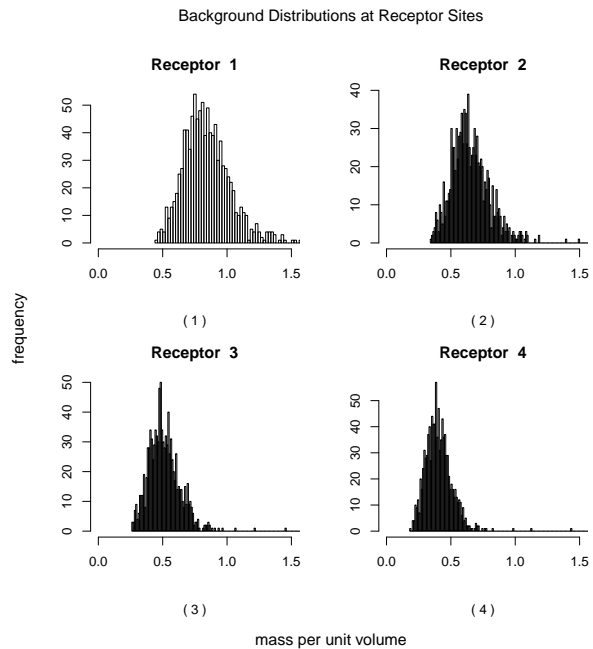 Background Distributions at Receptor Sites
Receptor 1
50
40
30
20
10
0
0.0 0.5 1.0 1.5
( 1 )
Receptor 2
40
30
20
10
0
0.0 0.5 1.0 1.5
( 2 )
frequency
Receptor 3
50
40
30
20
10
0
0.0 0.5 1.0 1.5
( 3 )
Receptor 4
50
40
30
20
10
0
0.0 0.5 1.0 1.5
( 4 )
mass per unit volume